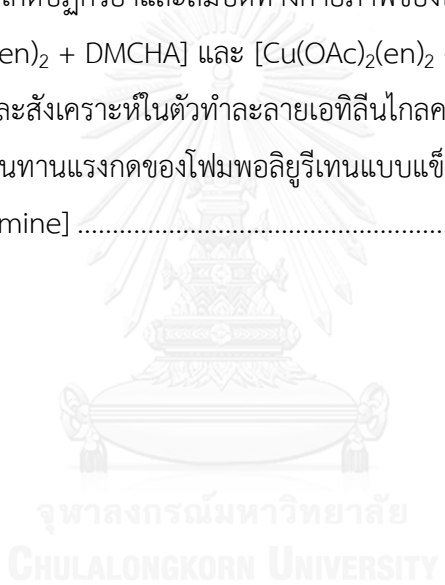 en)₂ + DMCHA] และ [Cu(OAc)₂(en)₂
ละสังเคราะห์ในตัวทำละลายเอทิลีนไกลค
นทานแรงกดของโฟมพอลิยูรีเทนแบบแข็
mine] ................................................
จุฬาลงกรณ์มหาวิทยาลัย
CHULALONGKORN UNIVERSITY